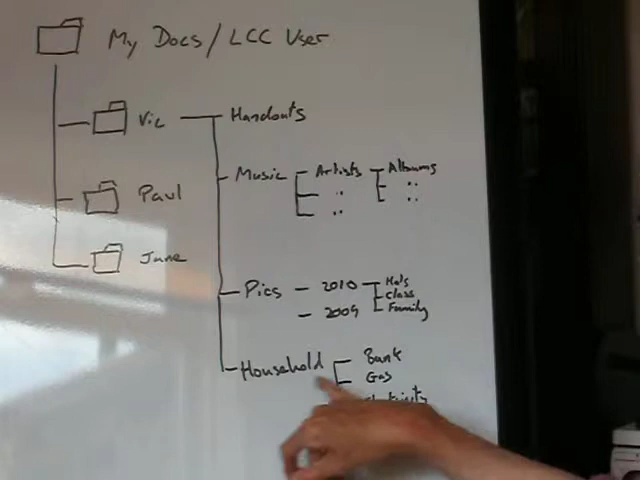 My Docs/LCC User
Vic
Handouts
Music
Artists
Albums
Paul
June
Pics
2010
Hols
Class
Family
2009
Household
Bank
Gas